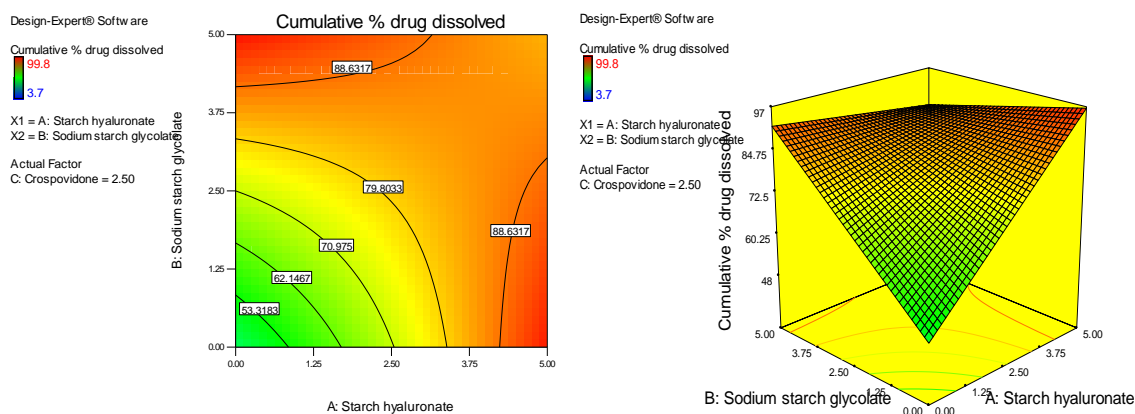 Design-Expert® Software
Cumulative % drug dissolved
99.8
3.7
X1 = A: Starch hyaluronate
X2 = B: Sodium starch glycolate
Actual Factor
C: Crospovidone = 2.50
Cumulative % drug dissolved
5.00
3.75
2.50
1.25
0.00
B: Sodium starch glycolate
88.6317
79.8033
88.6317
70.975
62.1467
53.3183
0.00
1.25
2.50
3.75
5.00
A: Starch hyaluronate
Design-Expert® Software
Cumulative % drug dissolved
99.8
3.7
X1 = A: Starch hyaluronate
X2 = B: Sodium starch glycolate
Actual Factor
C: Crospovidone = 2.50
Cumulative % drug dissolved
97
84.75
72.5
60.25
48
5.00
3.75
2.50
1.25
0.00
0.00
1.25
2.50
3.75
5.00
B: Sodium starch glycolate
A: Starch hyaluronate